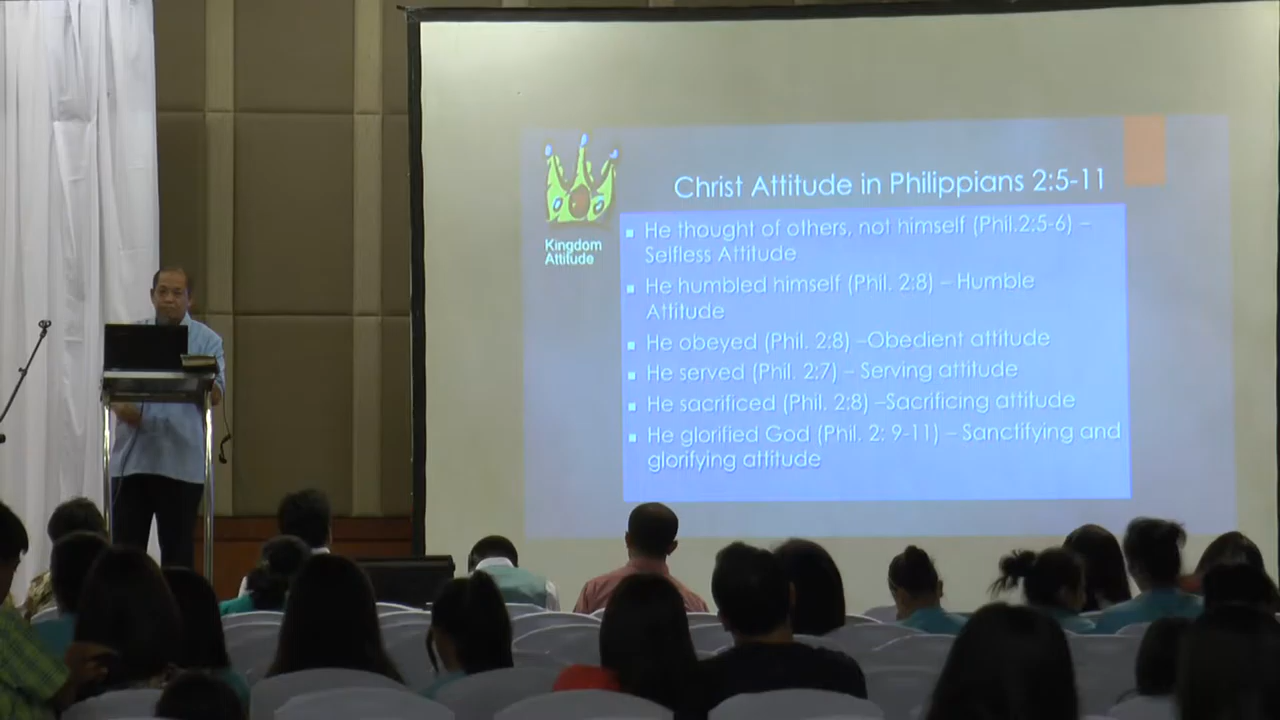 Christ Attitude in Philippians 2:5-11
Kingdom
Attitude
He thought of others, not himself (Phil.2:5-6) –
Selfless Attitude
He humbled himself (Phil. 2:8) – Humble
Attitude
He obeyed (Phil. 2:8) –Obedient attitude
He served (Phil. 2:7) – Serving attitude
He sacrificed (Phil. 2:8) –Sacrificing attitude
He glorified God (Phil. 2: 9-11) – Sanctifying and
glorifying attitude